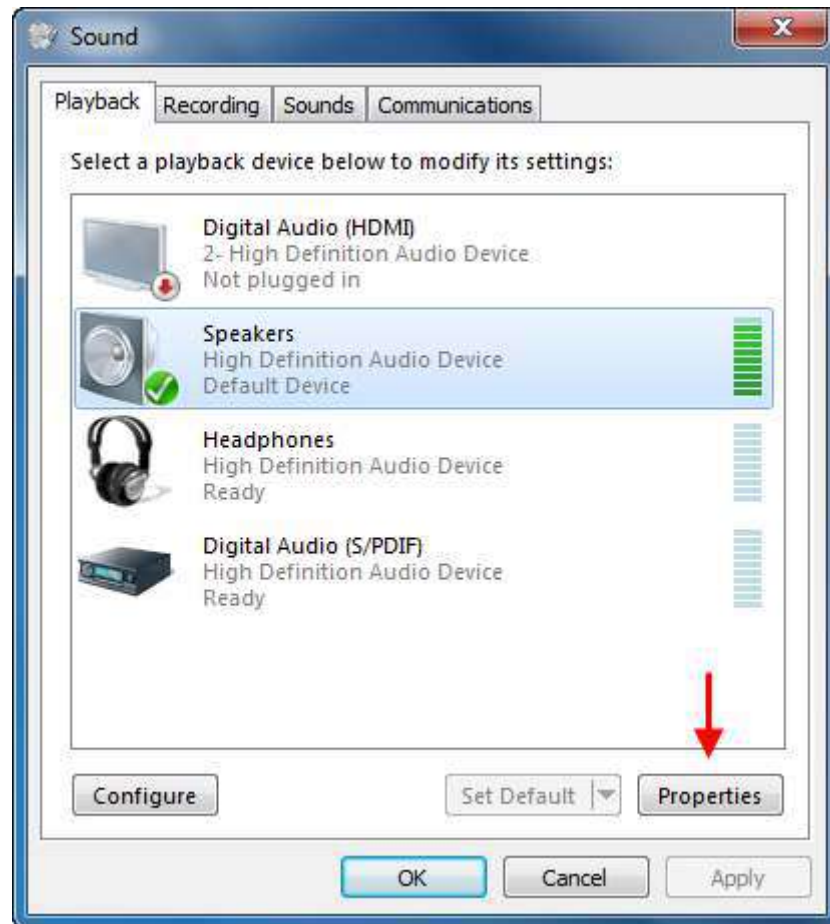 Sound
Playback Recording Sounds Communications
Select a playback device below to modify its settings:
Digital Audio (HDMI)
2- High Definition Audio Device
Not plugged in
Speakers
High Definition Audio Device
Default Device
Headphones
High Definition Audio Device
Ready
Digital Audio (S/PDIF)
High Definition Audio Device
Ready
Configure Set Default Properties
OK Cancel Apply